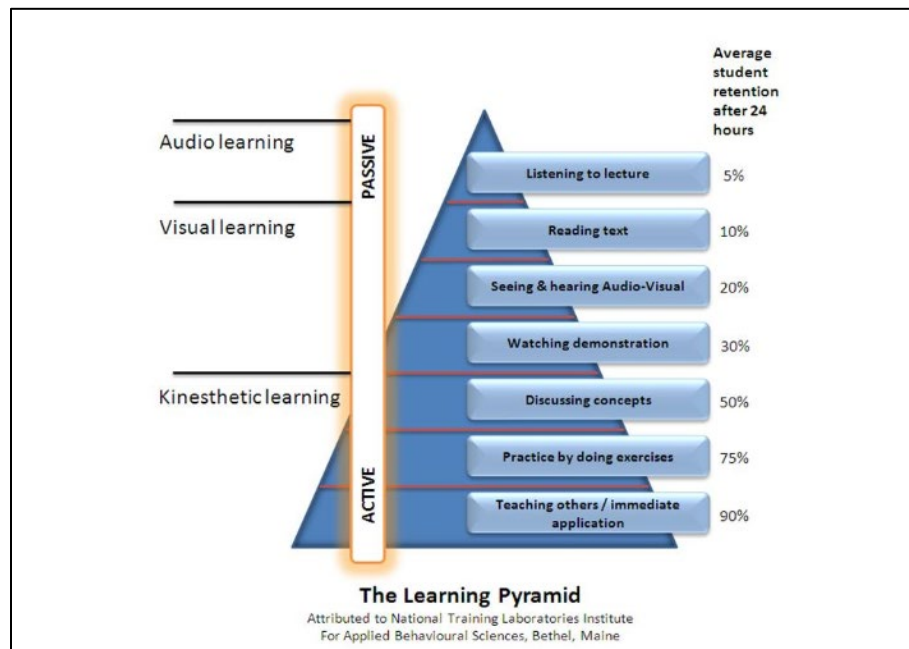 Average
student
retention
after 24
hours
Audio learning
Visual learning
Kinesthetic learning
PASSIVE
ACTIVE
Listening to lecture 5%
Reading text 10%
Seeing & hearing Audio-Visual 20%
Watching demonstration 30%
Discussing concepts 50%
Practice by doing exercises 75%
Teaching others / immediate
application 90%
The Learning Pyramid
Attributed to National Training Laboratories Institute
For Applied Behavioural Sciences, Bethel, Maine